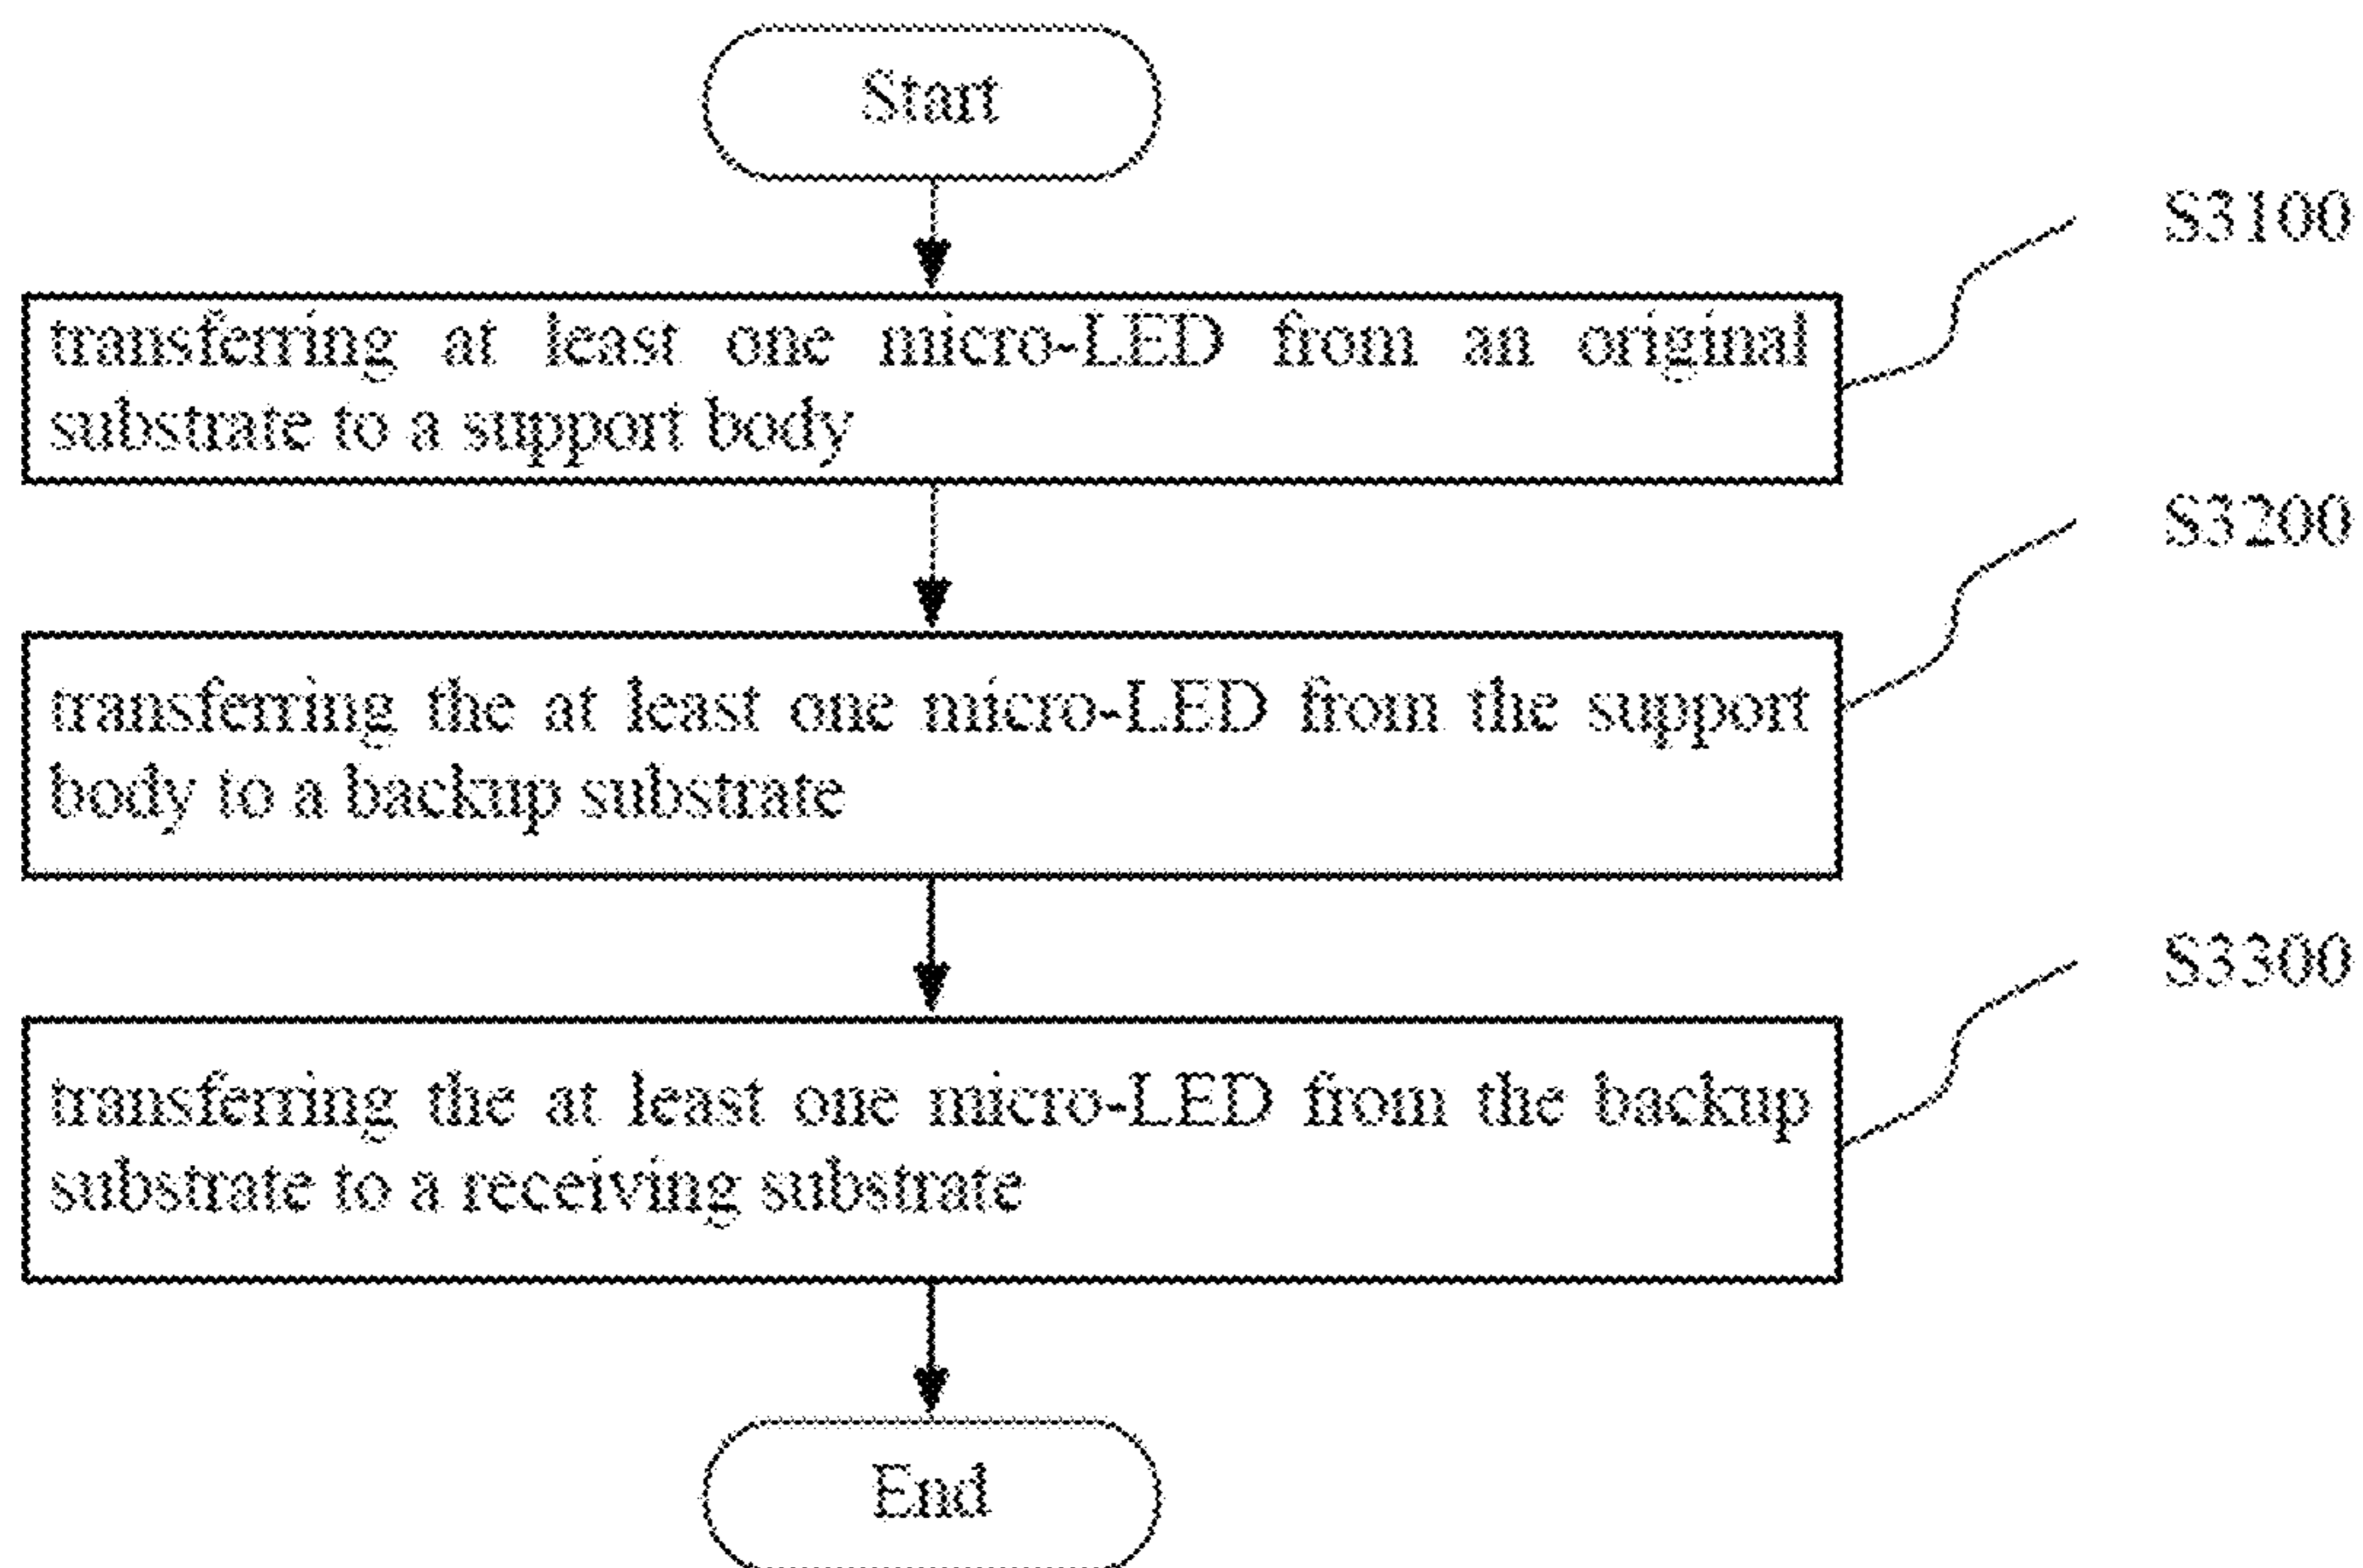 Start
S3100
transferring at least one micro-LED from an original
substrate to a support body
S3200
transferring the at least one micro-LED from the support
body to a backup substrate
S3300
transferring the at least one micro-LED from the backup
substrate to a receiving substrate
End